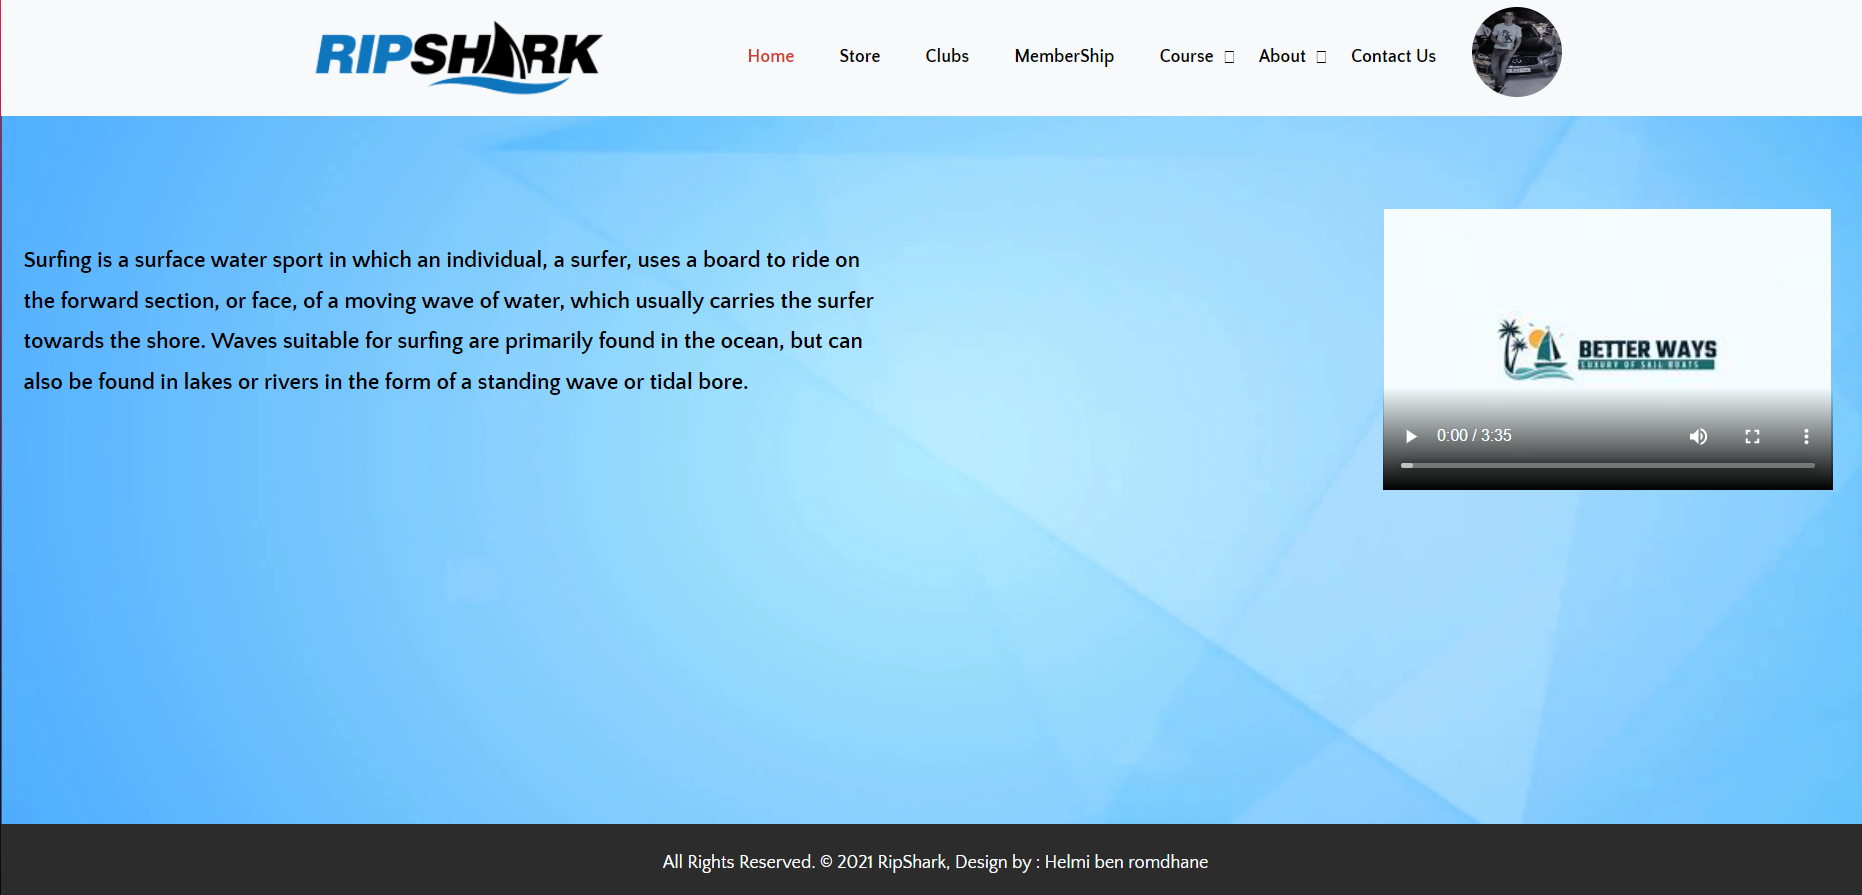 RIPSHARK
Home Store Clubs MemberShip Course About Contact Us
Surfing is a surface water sport in which an individual, a surfer, uses a board to ride on
the forward section, or face, of a moving wave of water, which usually carries the surfer
towards the shore. Waves suitable for surfing are primarily found in the ocean, but can
also be found in lakes or rivers in the form of a standing wave or tidal bore.
BETTER WAYS
LUXURY OF SAIL BOATS
0:00 / 3:35
All Rights Reserved. © 2021 RipShark, Design by : Helmi ben romdhane